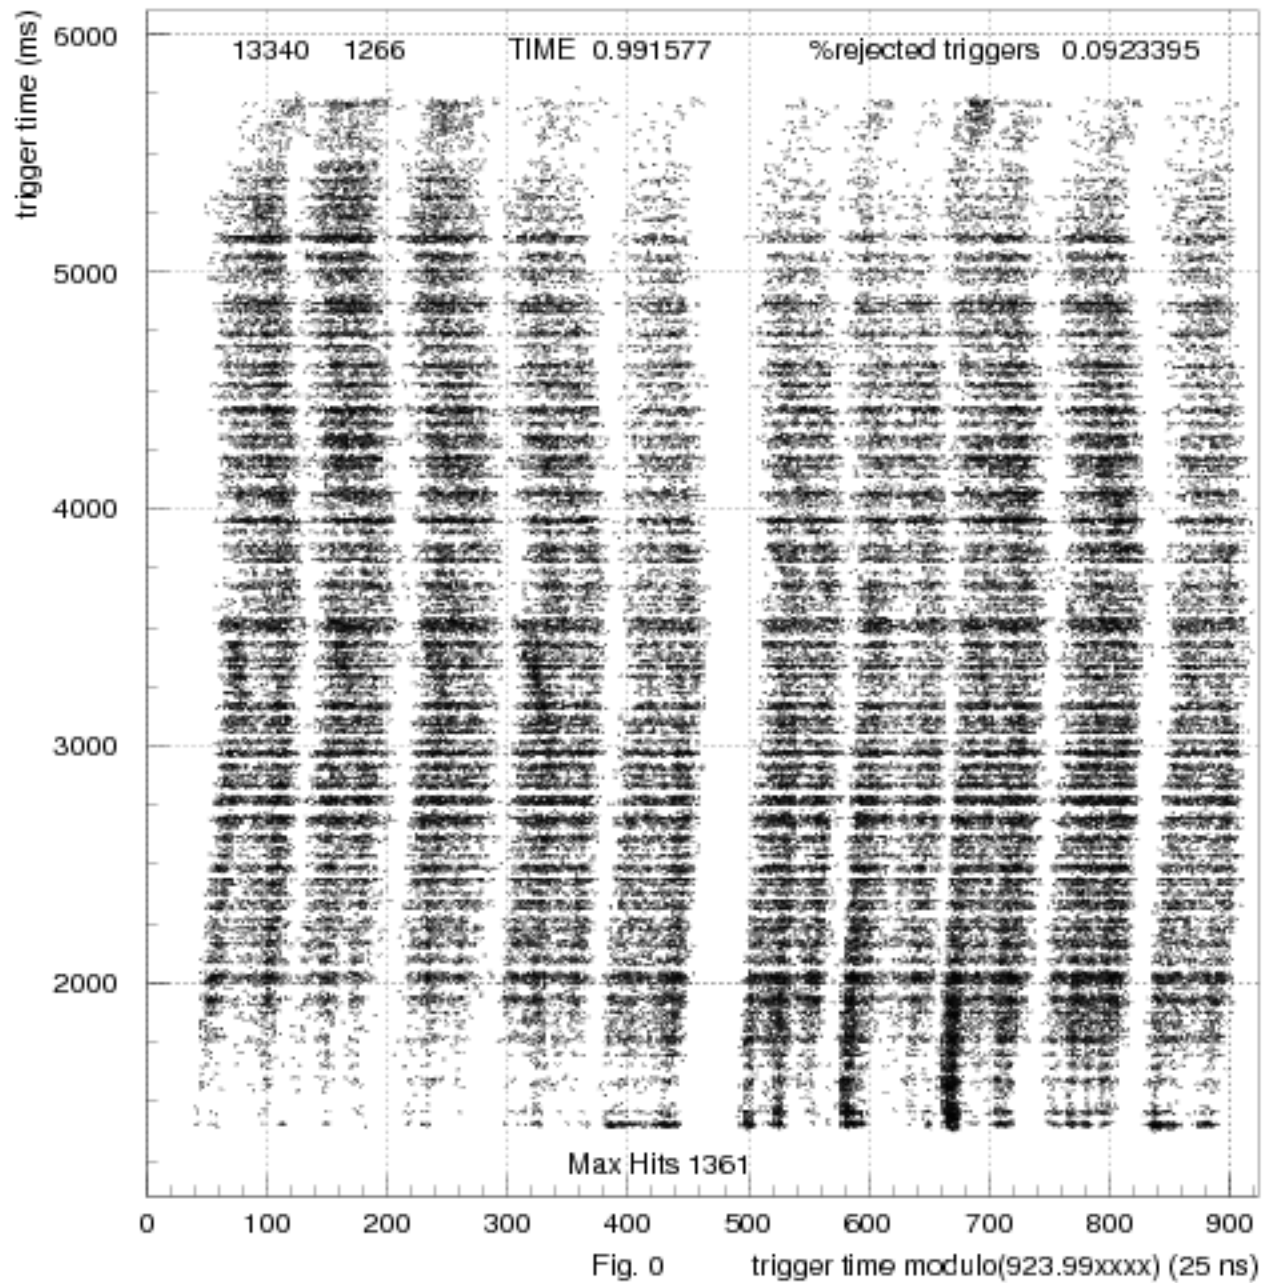 trigger time (ms)
6000
13340 1266 TIME 0.991577 %rejected triggers 0.0923395
5000
4000
3000
2000
Max Hits 1361
0 100 200 300 400 500 600 700 800 900
Fig. 0 trigger time modulo(923.99xxxx) (25 ns)